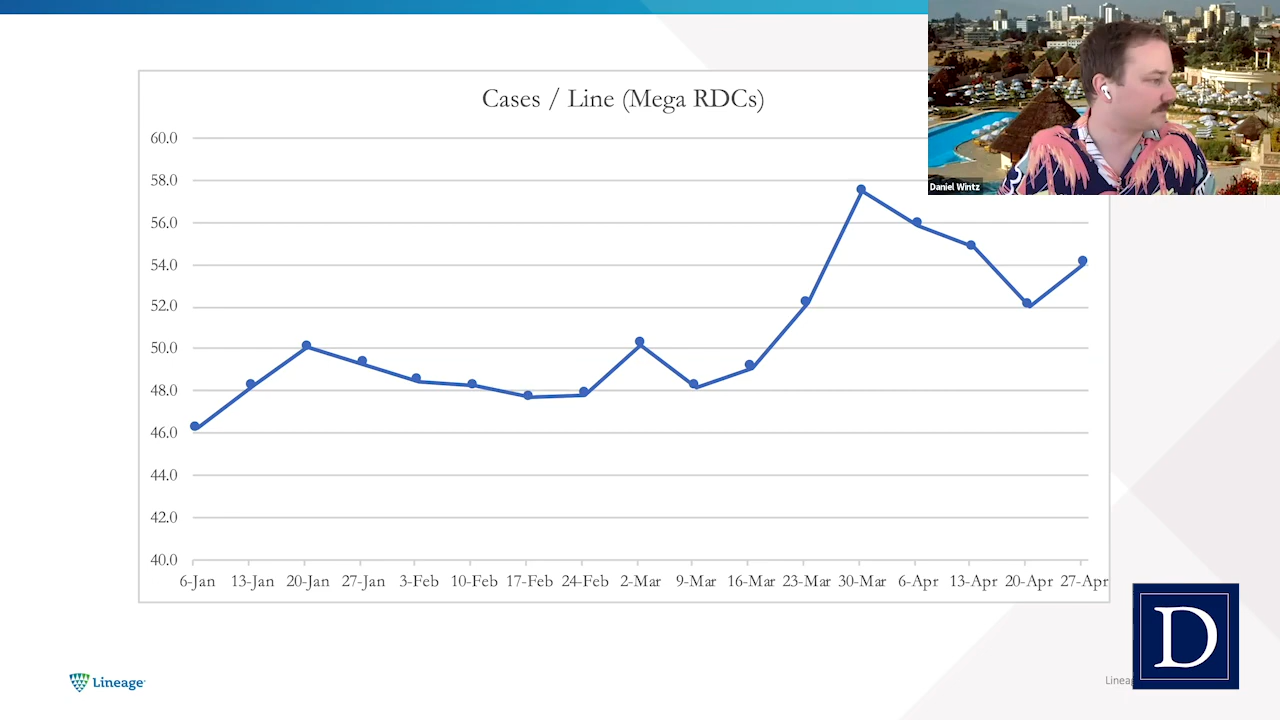 Cases / Line (Mega RDCs)
60.0
58.0
56.0
54.0
52.0
50.0
48.0
46.0
44.0
42.0
40.0
6-Jan 13-Jan 20-Jan 27-Jan 3-Feb 10-Feb 17-Feb 24-Feb 2-Mar 9-Mar 16-Mar 23-Mar 30-Mar 6-Apr 13-Apr 20-Apr 27-Apr
Daniel Wintz
Lineage
D